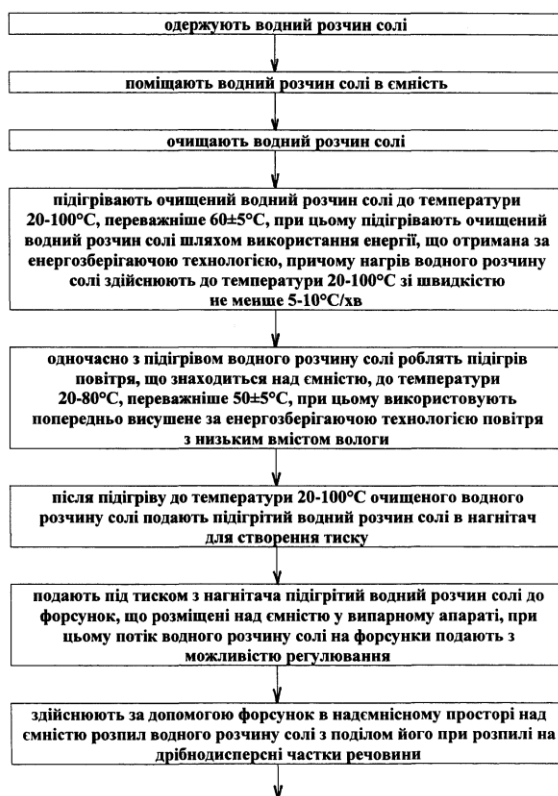 одержують водний розчин солі
поміщають водний розчин солі в ємність
очищають водний розчин солі
підігрівають очищений водний розчин солі до температури
20-100°С, переважніше 60±5°С, при цьому підігрівають очищений
водний розчин солі шляхом використання енергії, що отримана за
енергозберігаючою технологією, причому нагрів водного розчину
солі здійснюють до температури 20-100°С зі швидкістю
не менше 5-10°С/хв
одночасно з підігрівом водного розчину солі роблять підігрів
повітря, що знаходиться над ємністю, до температури
20-80°С, переважніше 50±5°С, при цьому використовують
попередньо висушене за енергозберігаючою технологією повітря
з низьким вмістом вологи
після підігріву до температури 20-100°С очищеного водного
розчину солі подають підігрітий водний розчин солі в нагнітач
для створення тиску
подають під тиском з нагнітача підігрітий водний розчин солі до
форсунок, що розміщені над ємністю у випарному апараті, при
цьому потік водного розчину солі на форсунки подають з
можливістю регулювання
здійснюють за допомогою форсунок в надємнісному просторі над
ємністю розпил водного розчину солі з поділом його при розпилі на
дрібнодисперсні частки речовини